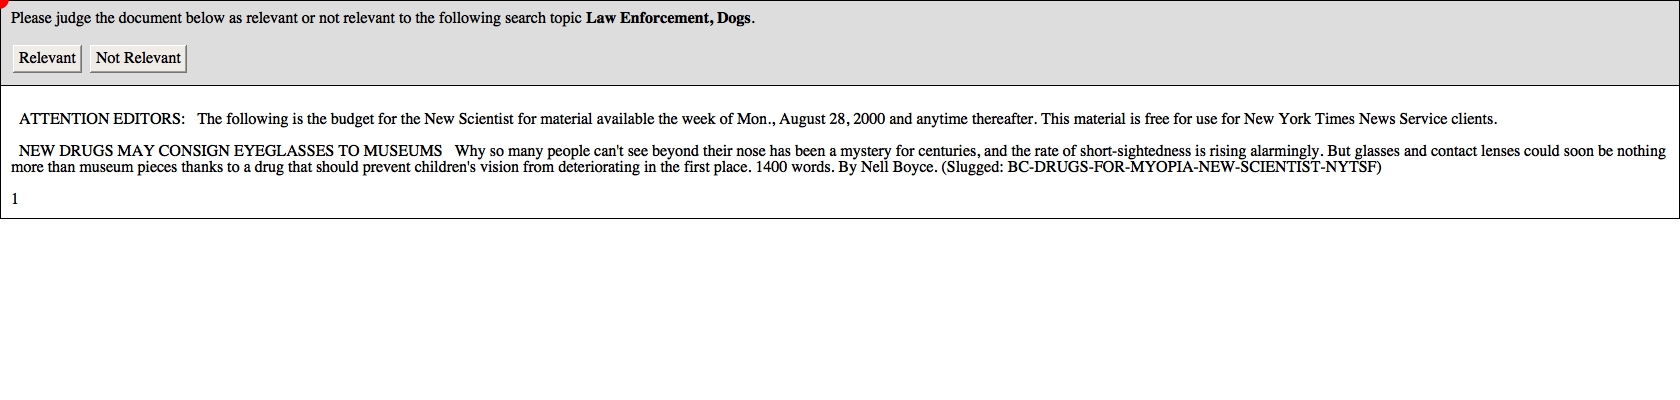 Please judge the document below as relevant or not relevant to the following search topic Law Enforcement, Dogs.
Relevant Not Relevant
ATTENTION EDITORS: The following is the budget for the New Scientist for material available the week of Mon., August 28, 2000 and anytime thereafter. This material is free for use for New York Times News Service clients.
NEW DRUGS MAY CONSIGN EYEGLASSES TO MUSEUMS Why so many people can't see beyond their nose has been a mystery for centuries, and the rate of short-sightedness is rising alarmingly. But glasses and contact lenses could soon be nothing
more than museum pieces thanks to a drug that should prevent children's vision from deteriorating in the first place. 1400 words. By Nell Boyce. (Slugged: BC-DRUGS-FOR-MYOPIA-NEW-SCIENTIST-NYTSF)
1